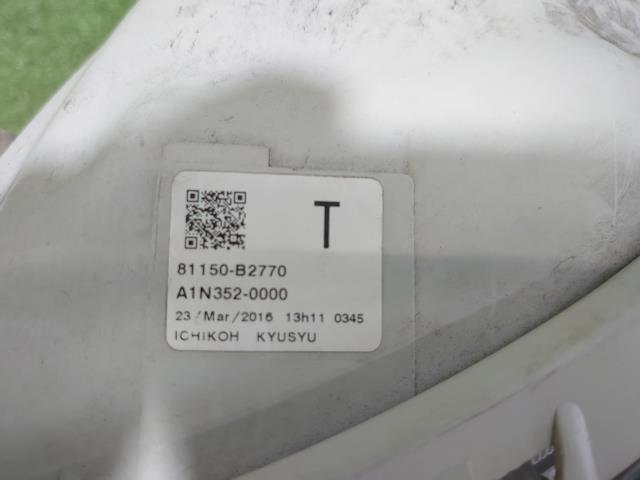 T
81150-B2770
A1N352-0000
23/Mar/2016 13h11 0345
ICHIKOH KYUSYU